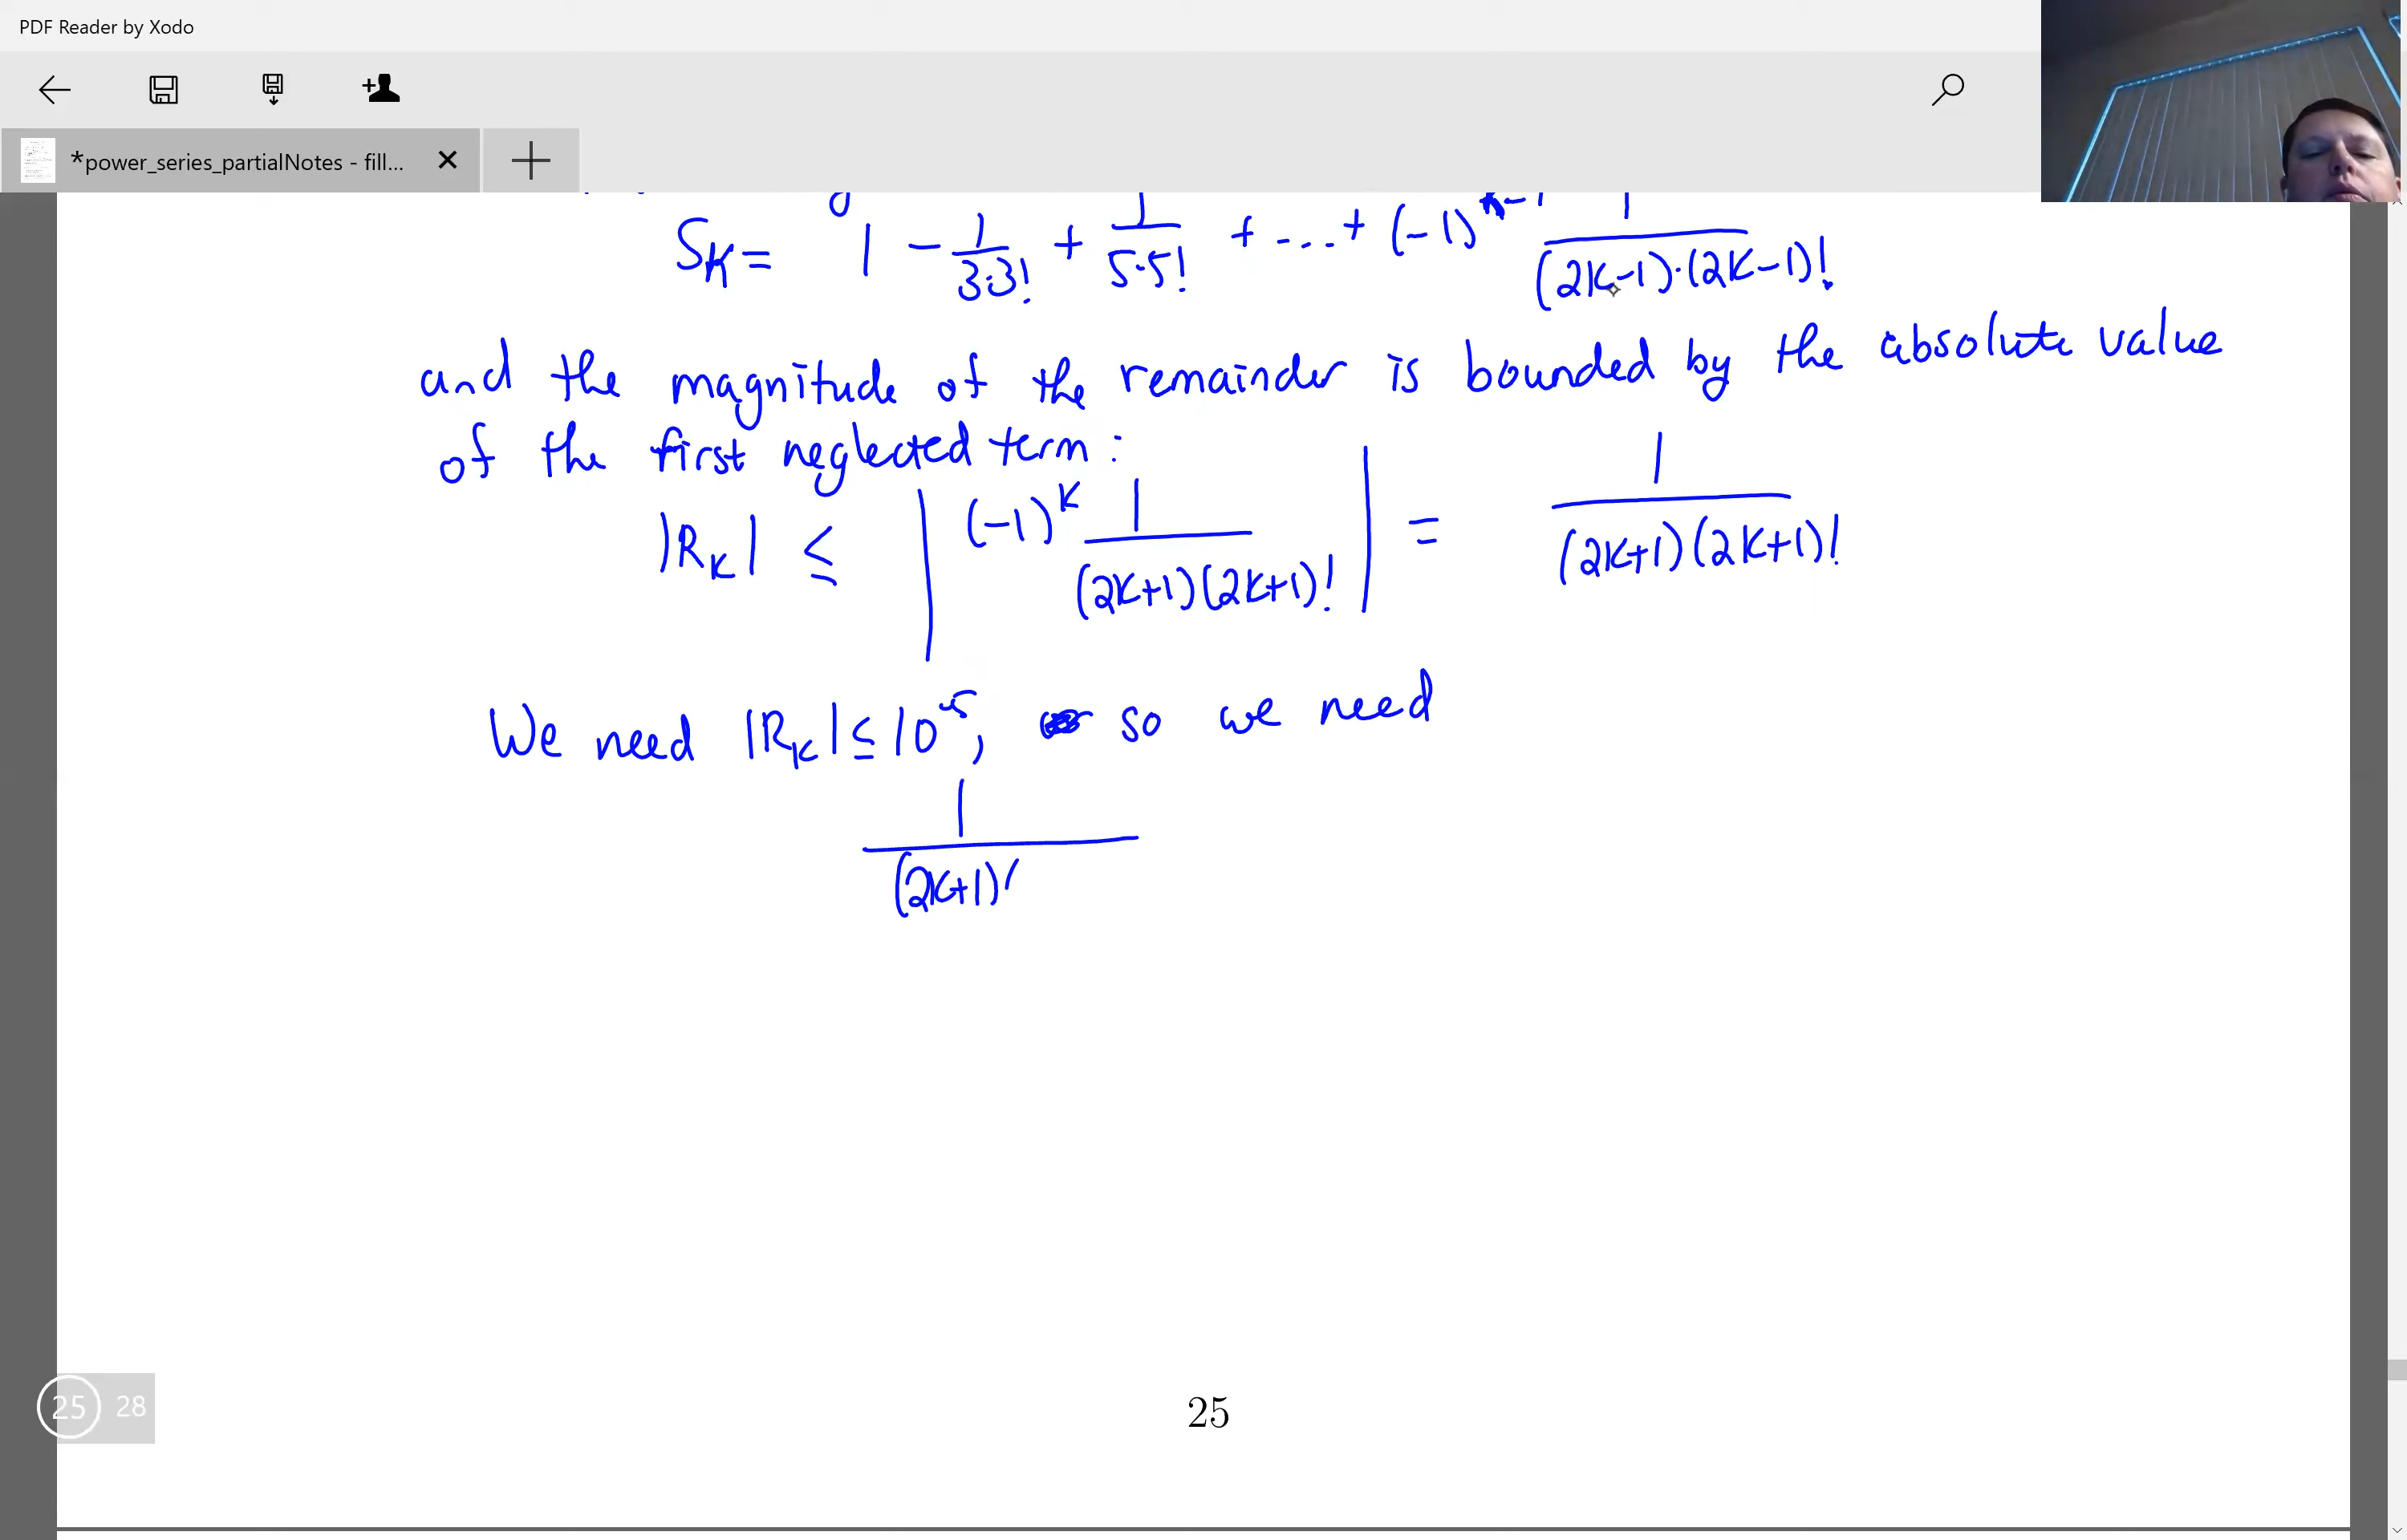 PDF Reader by Xodo
*power_series_partialNotes - fill...
S_K = 1 - 1/(3·3!) + 1/(5·5!) + ... + (-1)^(K-1) 1/((2K-1)·(2K-1)!)
and the magnitude of the remainder is bounded by the absolute value
of the first neglected term:
|R_K| ≤ |(-1)^K 1/((2K+1)(2K+1)!)| = 1/((2K+1)(2K+1)!)
We need |R_K| ≤ 10^-5, so we need
1/((2K+1)(
25 28
25